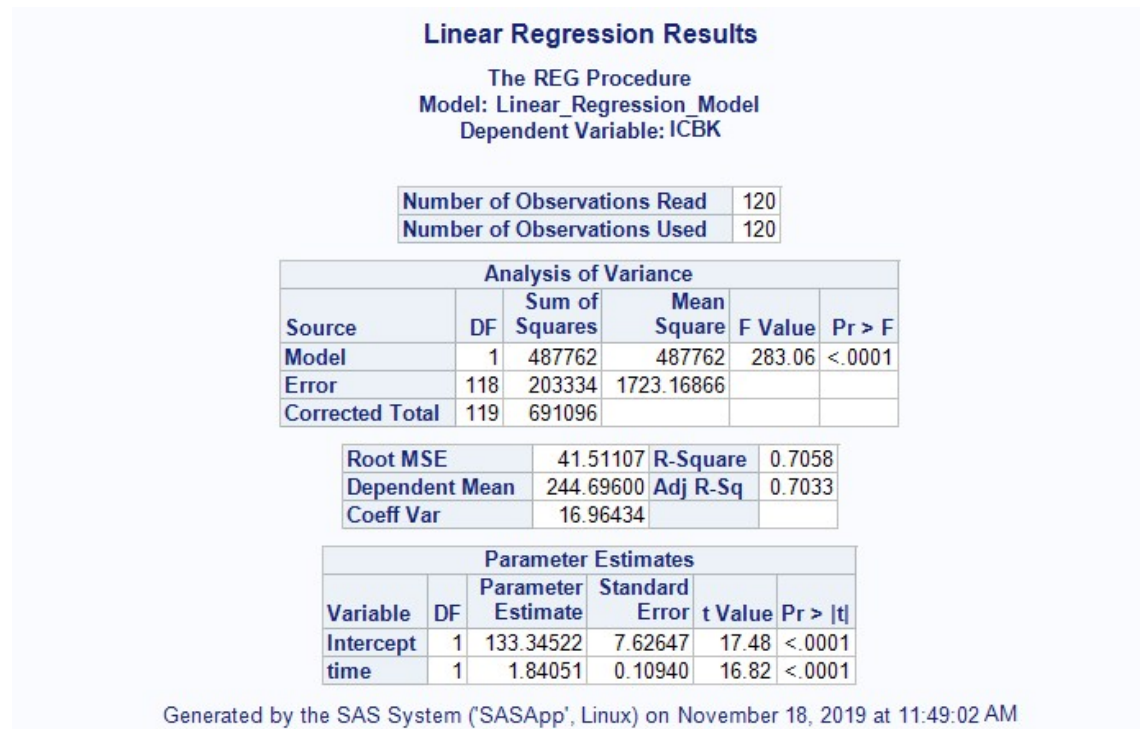 Linear Regression Results
The REG Procedure
Model: Linear_Regression_Model
Dependent Variable: ICBK
Number of Observations Read 120
Number of Observations Used 120
Analysis of Variance
Source DF Sum of Squares Mean Square F Value Pr > F
Model 1 487762 487762 283.06 <.0001
Error 118 203334 1723.16866
Corrected Total 119 691096
Root MSE 41.51107 R-Square 0.7058
Dependent Mean 244.69600 Adj R-Sq 0.7033
Coeff Var 16.96434
Parameter Estimates
Variable DF Parameter Estimate Standard Error t Value Pr > |t|
Intercept 1 133.34522 7.62647 17.48 <.0001
time 1 1.84051 0.10940 16.82 <.0001
Generated by the SAS System ('SASApp', Linux) on November 18, 2019 at 11:49:02 AM